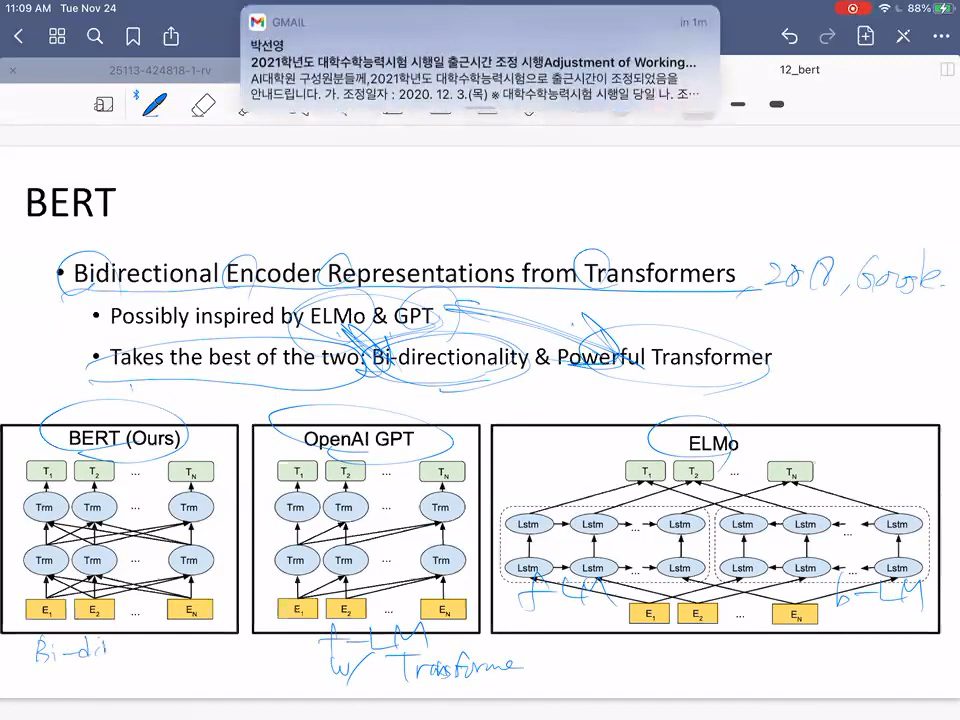 11:09 AM Tue Nov 24
88%
GMAIL
in 1m
박선영
2021학년도 대학수학능력시험 시행일 출근시간 조정 시행Adjustment of Working...
AI대학원 구성원분들께,2021학년도 대학수학능력시험으로 출근시간이 조정되었음을
안내드립니다. 가. 조정일자 : 2020. 12. 3.(목) ※ 대학수학능력시험 시행일 당일 나. 조…
25113-424818-1-rv
12_bert
BERT
• Bidirectional Encoder Representations from Transformers, 2018, Google.
• Possibly inspired by ELMo & GPT
• Takes the best of the two: Bi-directionality & Powerful Transformer
BERT (Ours)
T1 T2 ... TN
Trm Trm ... Trm
Trm Trm ... Trm
E1 E2 ... EN
Bi-di
OpenAI GPT
T1 T2 ... TN
Trm Trm ... Trm
Trm Trm ... Trm
E1 E2 ... EN
f-LM
w/ Transforme
ELMo
T1 T2 ... TN
Lstm Lstm ... Lstm Lstm Lstm ... Lstm
Lstm Lstm ... Lstm Lstm Lstm ... Lstm
f-LM b-LM
E1 E2 ... EN